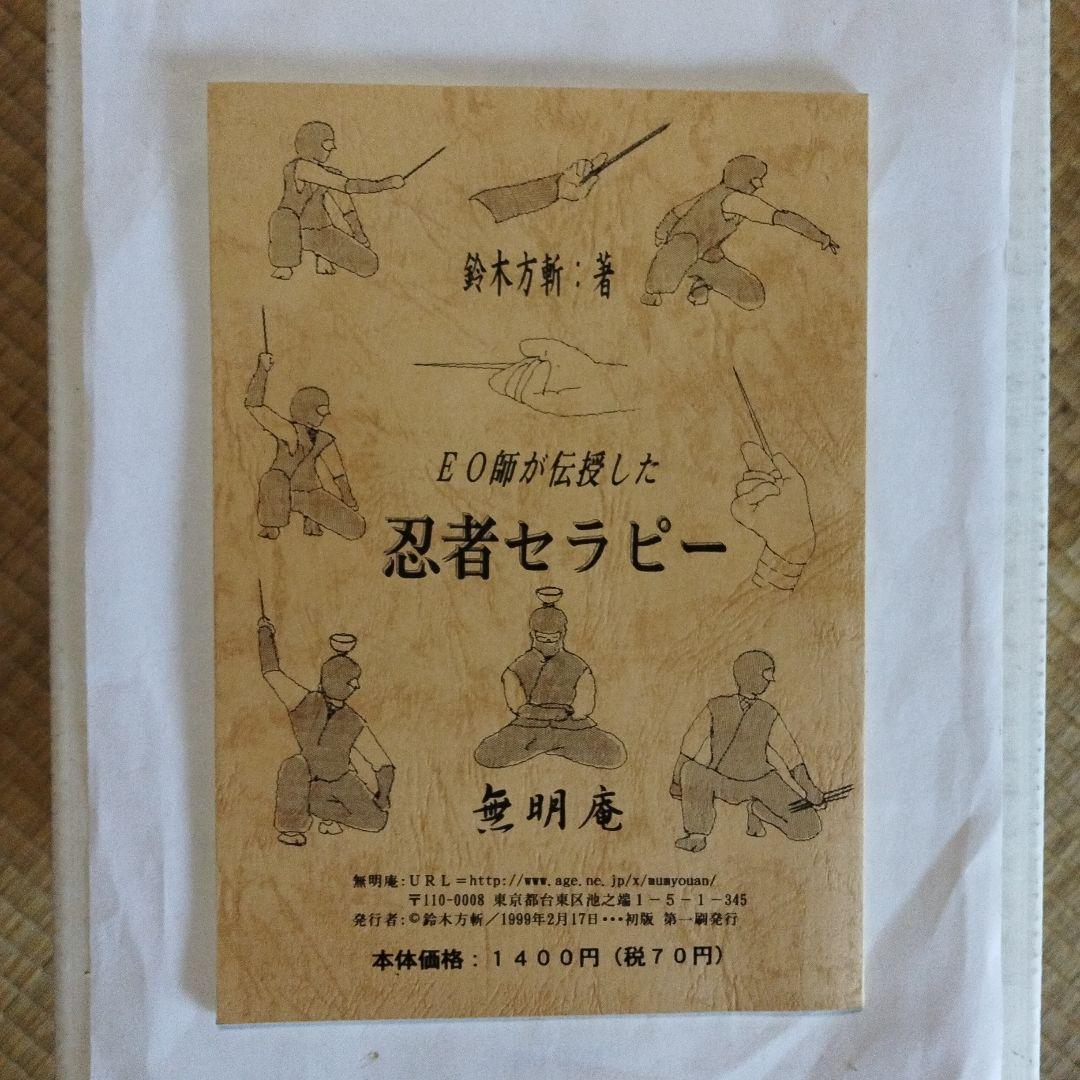 鈴木方斬：著
ＥＯ師が伝授した
忍者セラピー
無明庵
無明庵：ＵＲＬ＝http://www.age.ne.jp/x/mumyouan/
〒110-0008 東京都台東区池之端１－５－１－345
発行者：©鈴木方斬／1999年2月17日・・・初版 第一刷発行
本体価格：１４００円（税７０円）